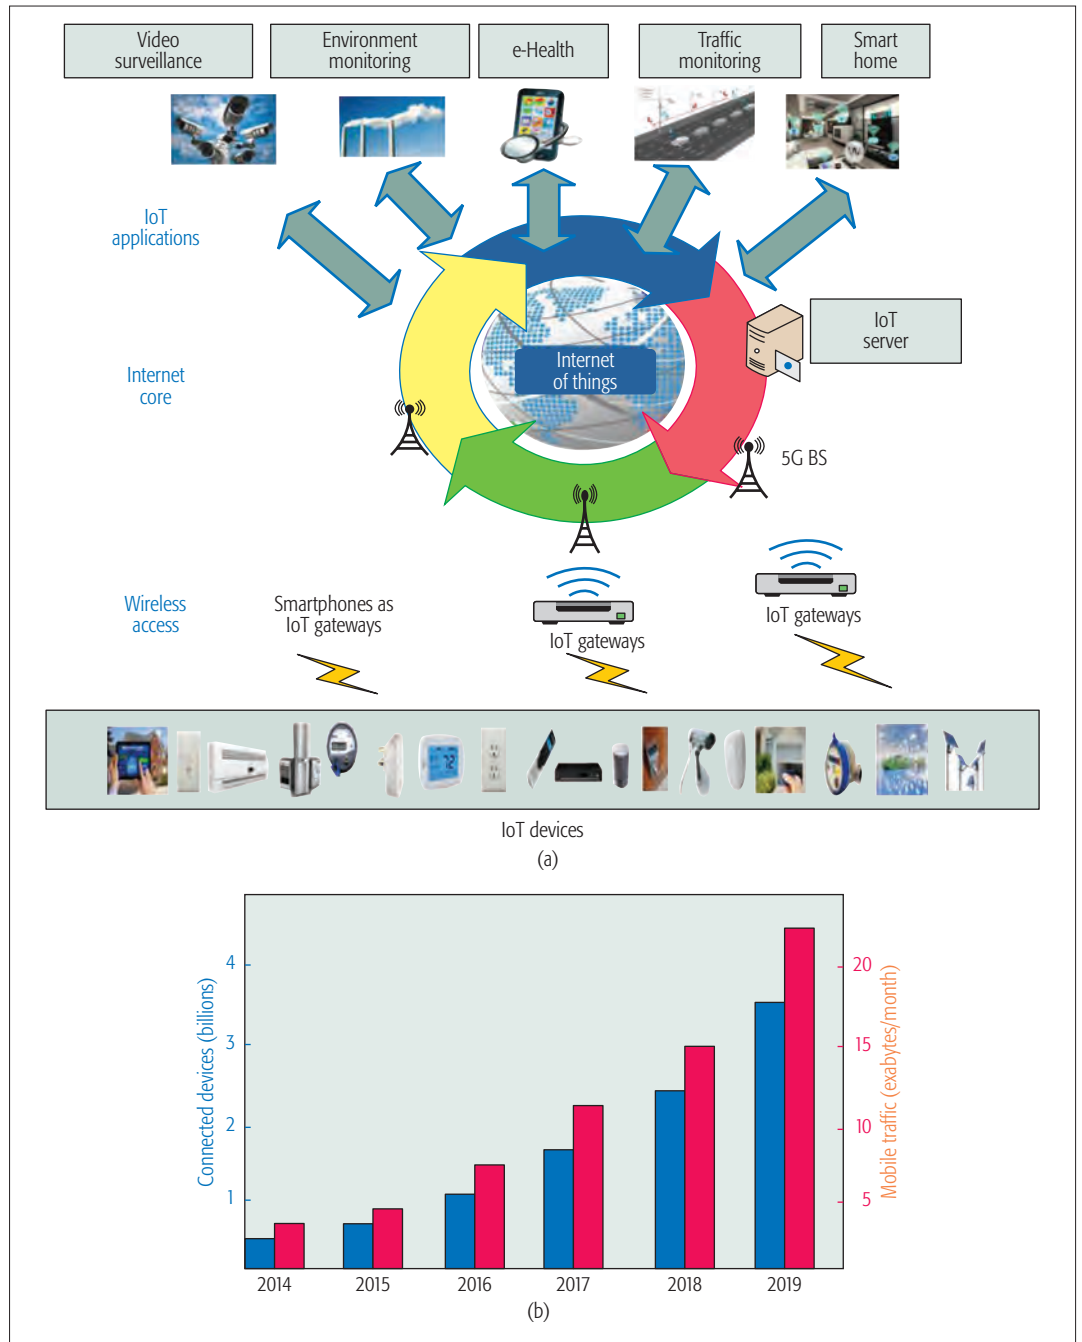 Video
surveillance
Environment
monitoring
e-Health
Traffic
monitoring
Smart
home
IoT
applications
Internet
core
Internet
of things
IoT
server
5G BS
Wireless
access
Smartphones as
IoT gateways
IoT gateways
IoT gateways
72
IoT devices
(a)
Connected devices (billions)
4
3
2
1
20
15
10
5
Mobile traffic (exabytes/month)
2014
2015
2016
2017
2018
2019
(b)